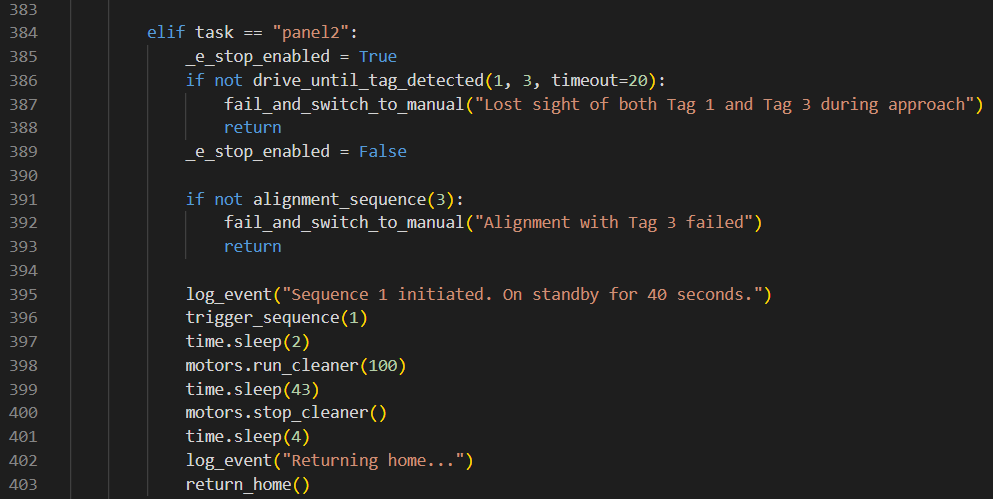 383
384 elif task == "panel2":
385 _e_stop_enabled = True
386 if not drive_until_tag_detected(1, 3, timeout=20):
387 fail_and_switch_to_manual("Lost sight of both Tag 1 and Tag 3 during approach")
388 return
389 _e_stop_enabled = False
390
391 if not alignment_sequence(3):
392 fail_and_switch_to_manual("Alignment with Tag 3 failed")
393 return
394
395 log_event("Sequence 1 initiated. On standby for 40 seconds.")
396 trigger_sequence(1)
397 time.sleep(2)
398 motors.run_cleaner(100)
399 time.sleep(43)
400 motors.stop_cleaner()
401 time.sleep(4)
402 log_event("Returning home...")
403 return_home()